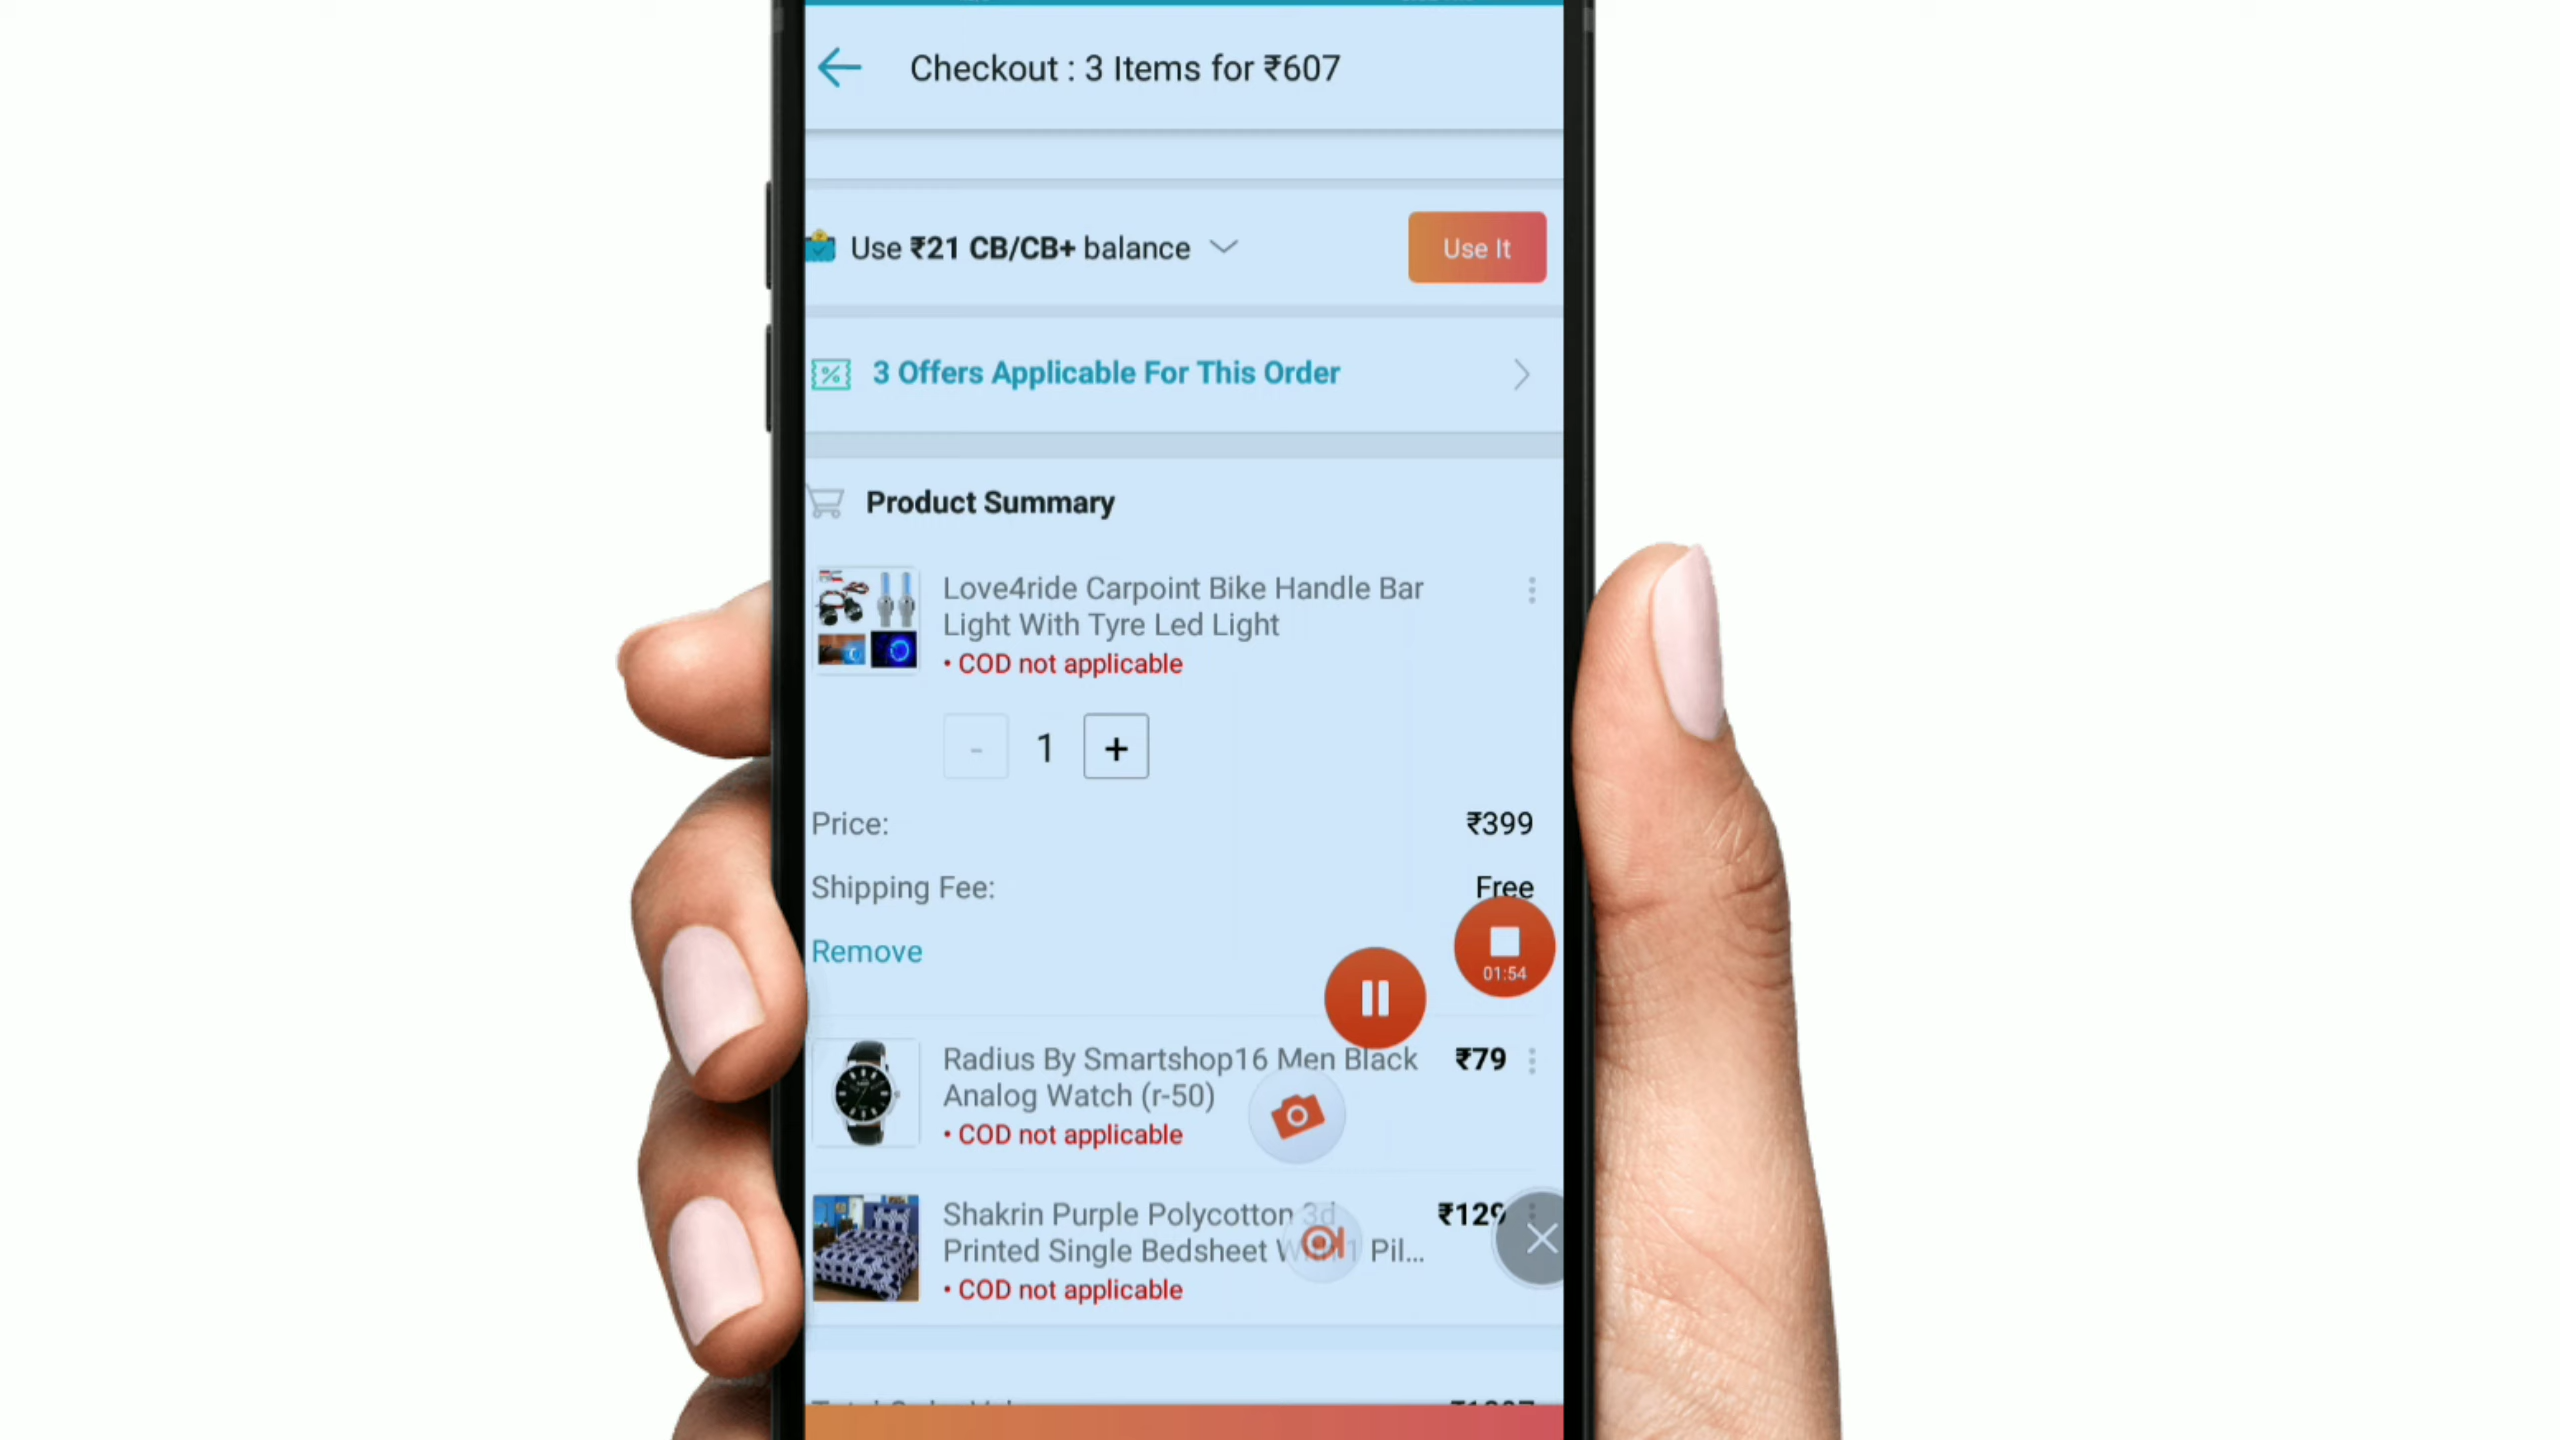 Checkout : 3 Items for ₹607
Use ₹21 CB/CB+ balance
Use It
3 Offers Applicable For This Order
Product Summary
Love4ride Carpoint Bike Handle Bar
Light With Tyre Led Light
• COD not applicable
- 1 +
Price: ₹399
Shipping Fee: Free
01:54
Remove
Radius By Smartshop16 Men Black ₹79
Analog Watch (r-50)
• COD not applicable
Shakrin Purple Polycotton 3d ₹129
Printed Single Bedsheet With 1 Pil...
• COD not applicable